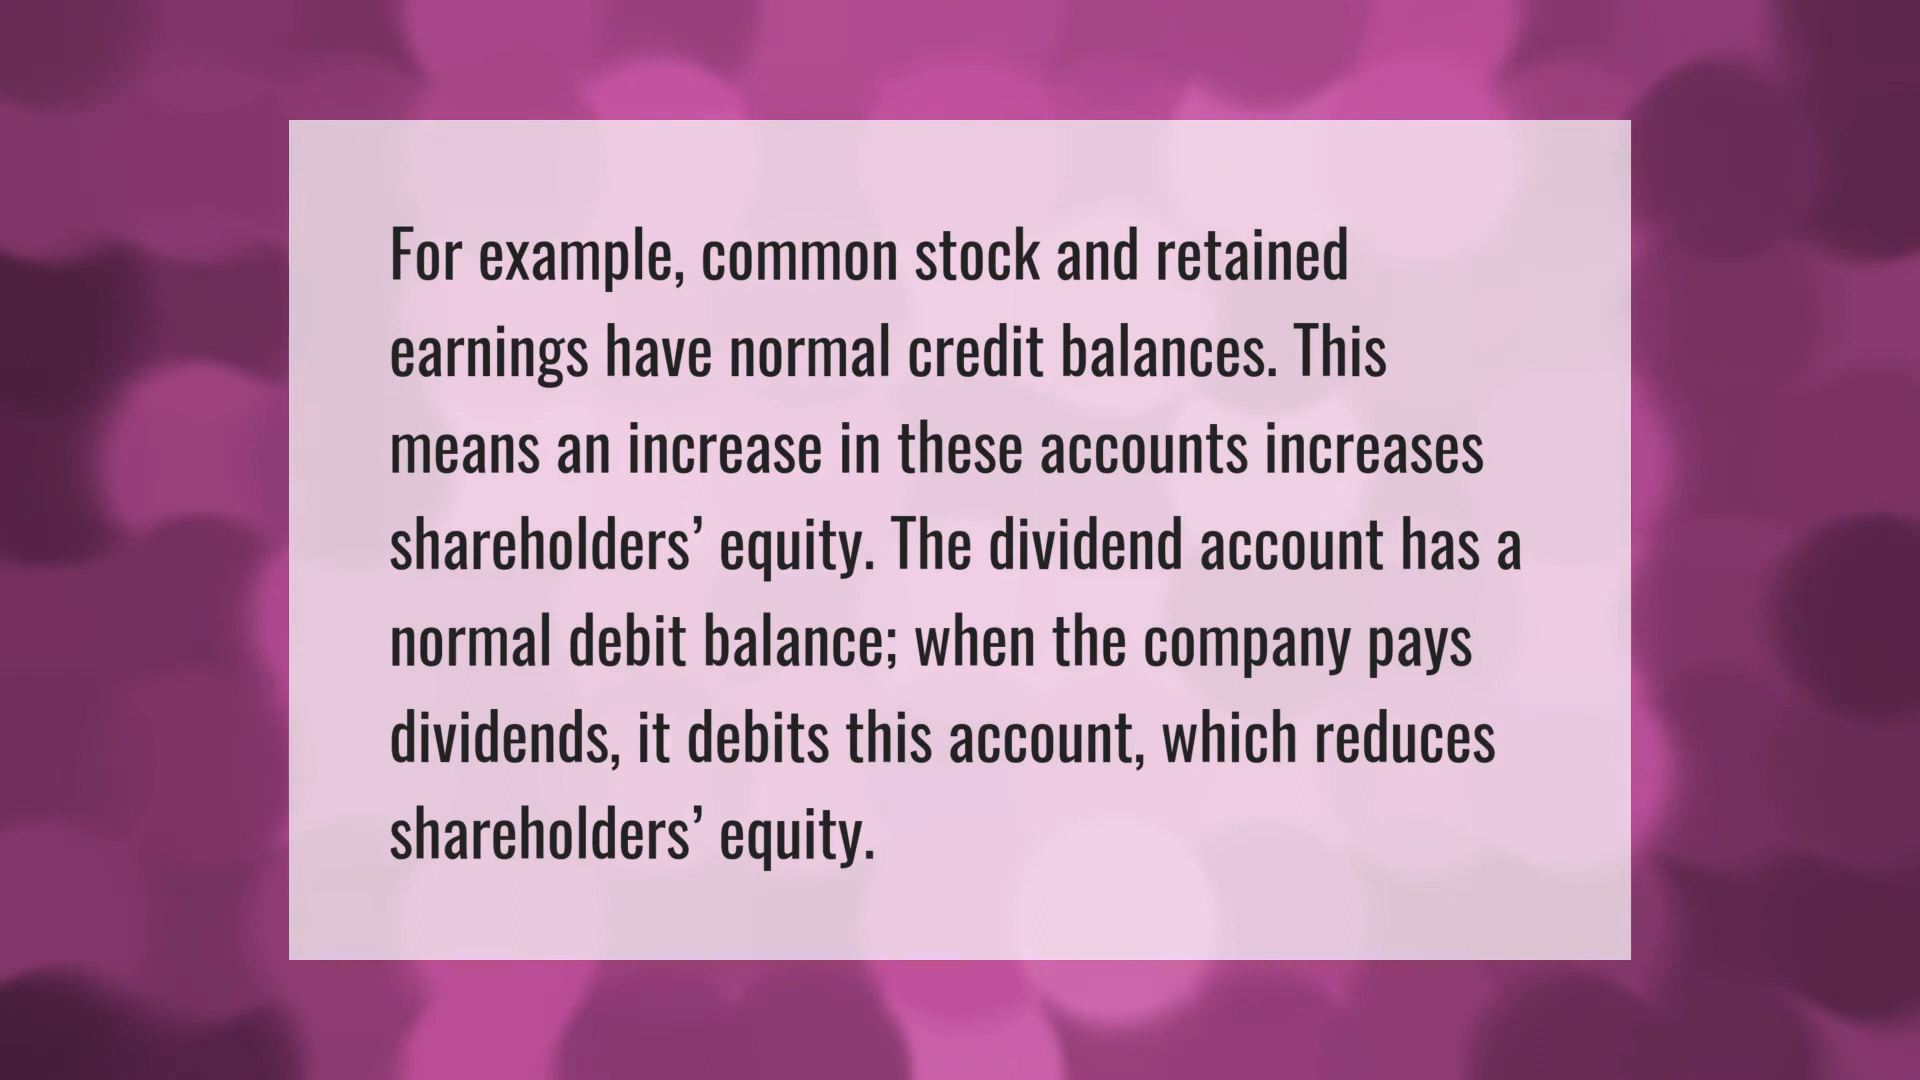 For example, common stock and retained
earnings have normal credit balances. This
means an increase in these accounts increases
shareholders’ equity. The dividend account has a
normal debit balance; when the company pays
dividends, it debits this account, which reduces
shareholders’ equity.